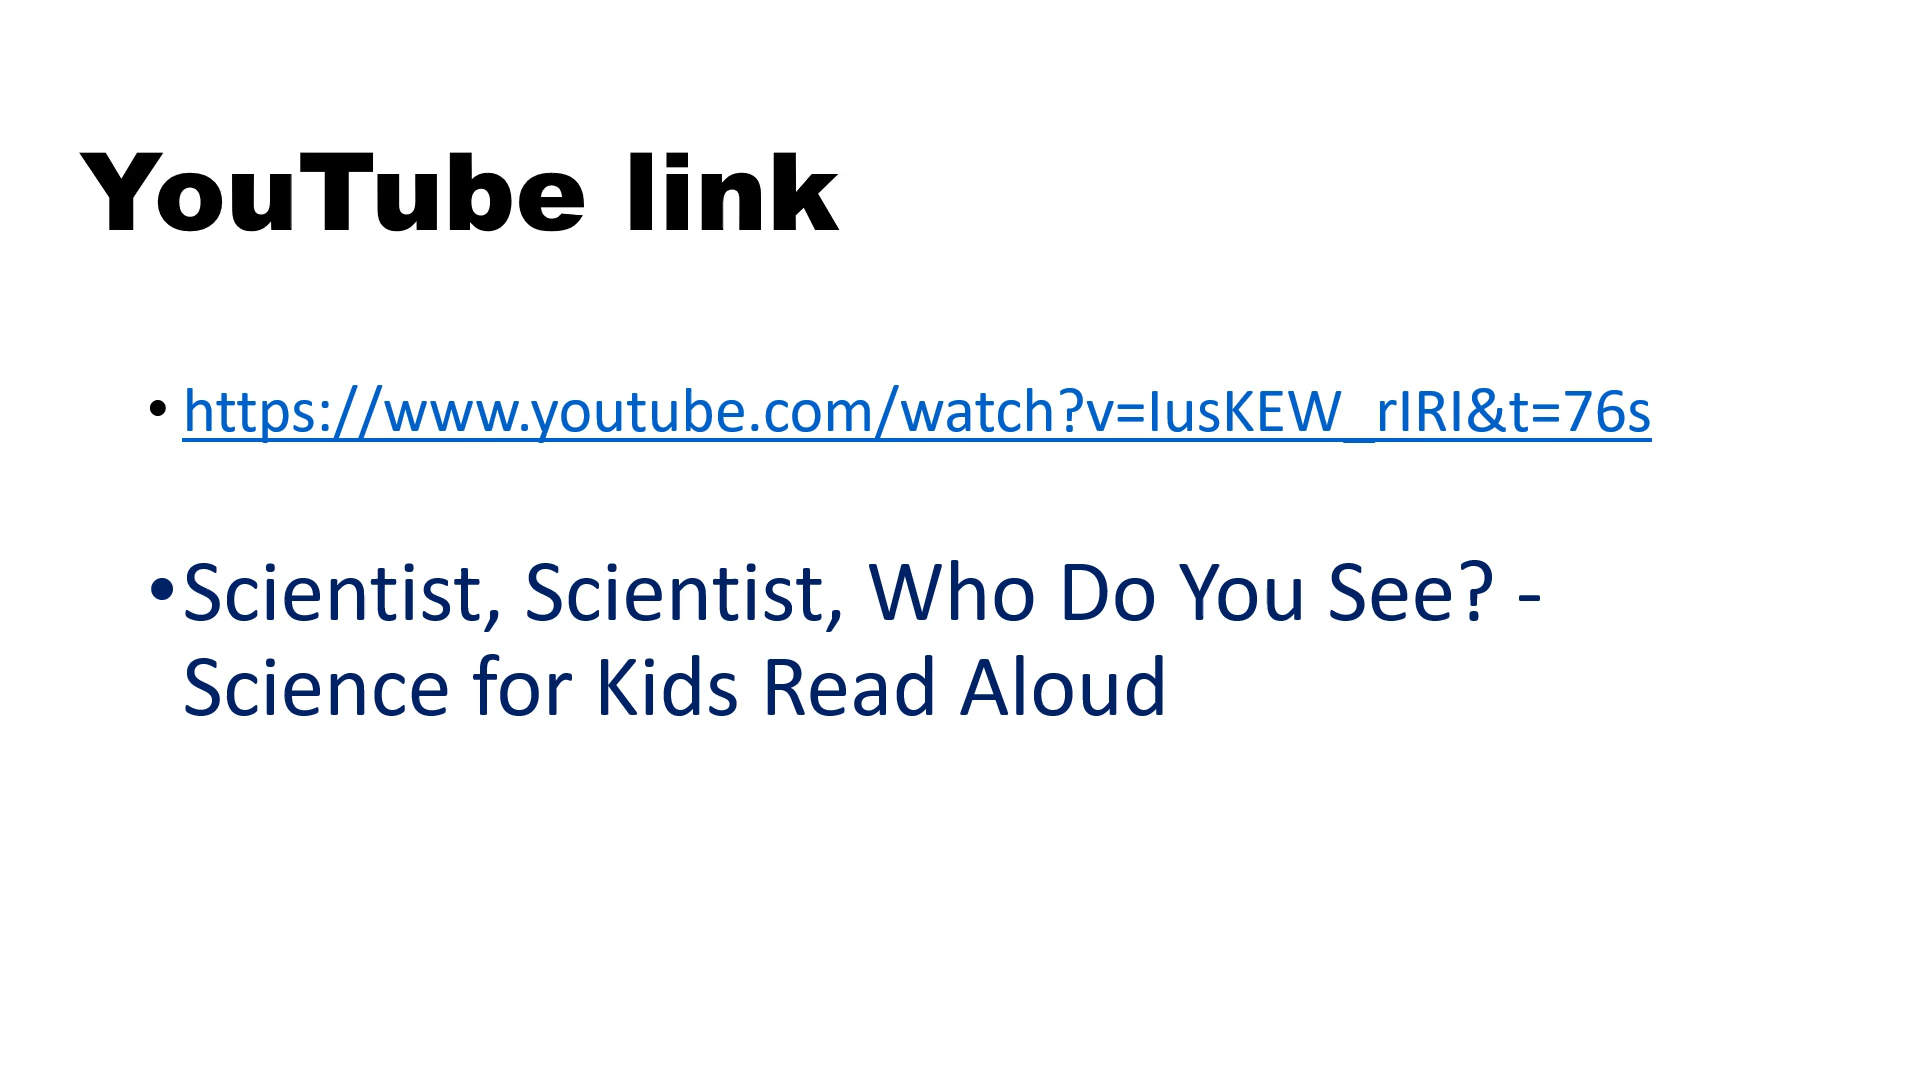 YouTube link
• https://www.youtube.com/watch?v=IusKEW_rIRI&t=76s
• Scientist, Scientist, Who Do You See? -
Science for Kids Read Aloud